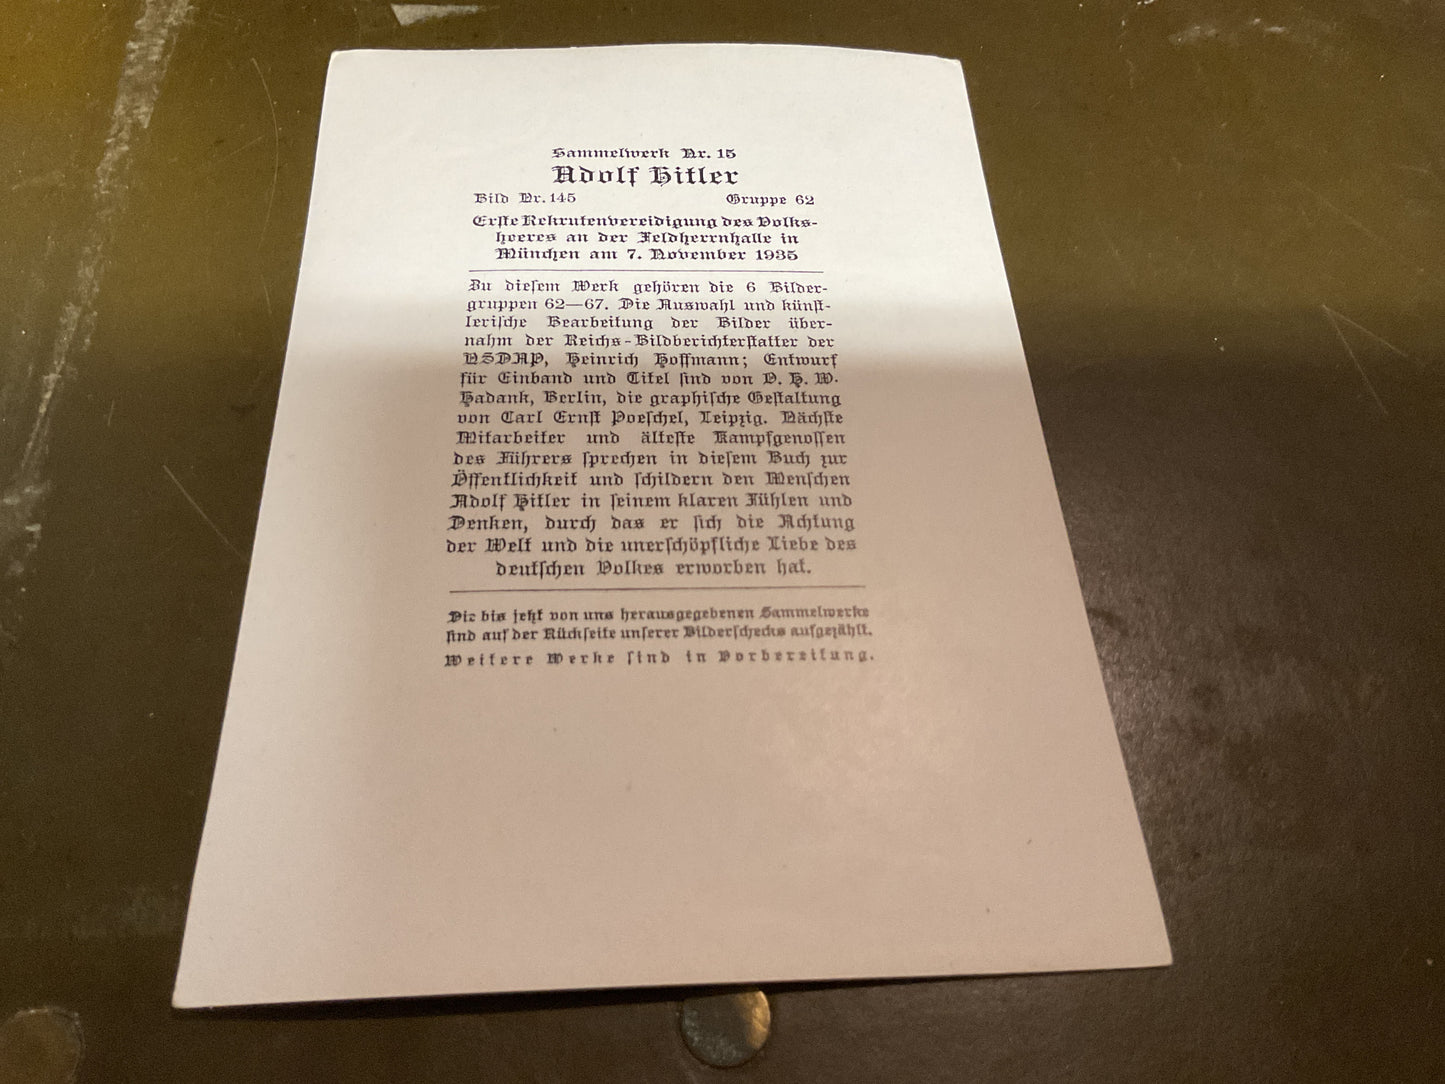 Sammelwerk Nr. 15
Adolf Hitler
Bild Nr. 145 Gruppe 62
Erste Rekrutenvereidigung des Volks-
heeres an der Feldherrnhalle in
München am 7. November 1935
Zu diesem Werk gehören die 6 Bilder-
gruppen 62—67. Die Auswahl und künst-
lerische Bearbeitung der Bilder über-
nahm der Reichs-Bildberichterstatter der
NSDAP, Heinrich Hoffmann; Entwurf
für Einband und Titel sind von O. H. W.
Hadank, Berlin, die graphische Gestaltung
von Carl Ernst Poeschel, Leipzig. Nächste
Mitarbeiter und älteste Kampfgenossen
des Führers sprechen in diesem Buch zur
Öffentlichkeit und schildern den Menschen
Adolf Hitler in seinem klaren Fühlen und
Denken, durch das er sich die Achtung
der Welt und die unerschöpfliche Liebe des
deutschen Volkes erworben hat.
Die bis jetzt von uns herausgegebenen Sammelwerke
sind auf der Rückseite unserer Bilderschecks aufgezählt.
Weitere Werke sind in Vorbereitung.